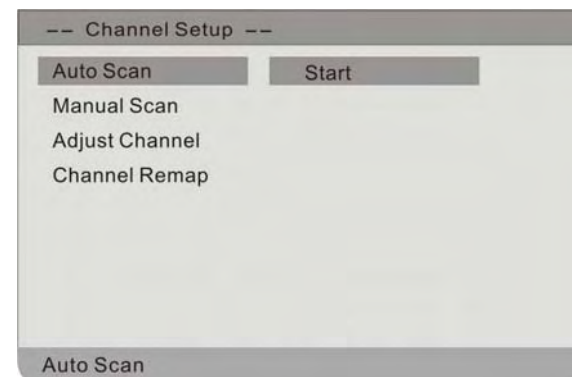 -- Channel Setup --
Auto Scan Start
Manual Scan
Adjust Channel
Channel Remap
Auto Scan